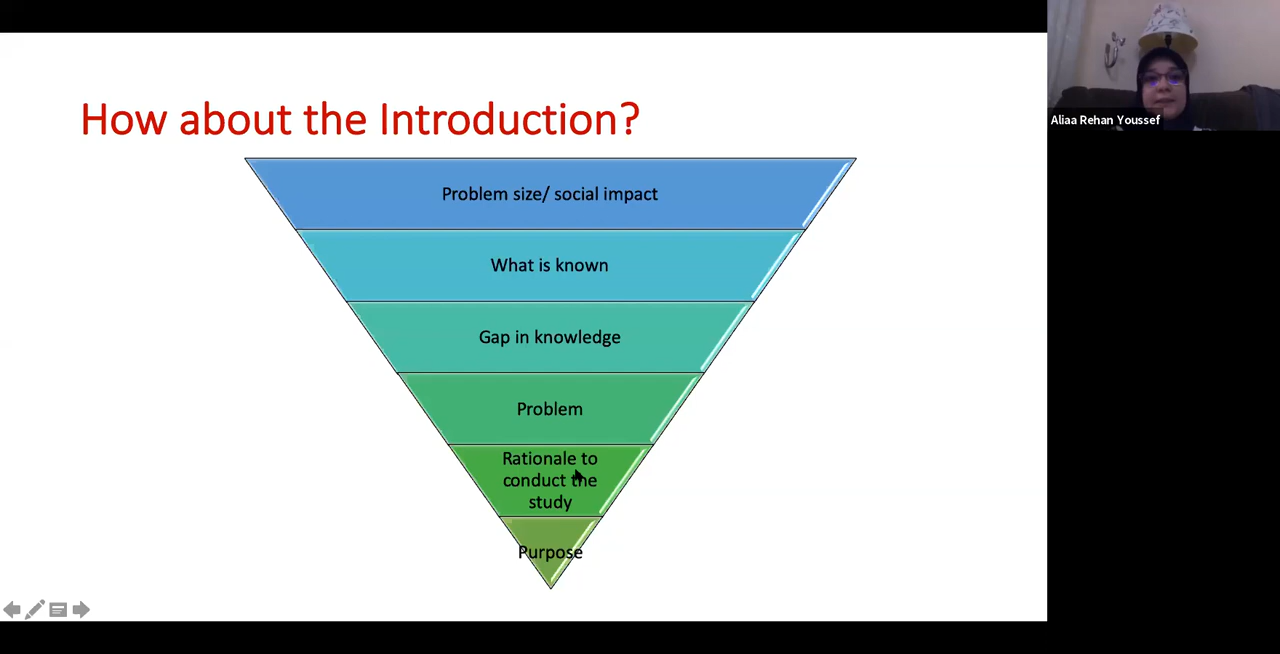 How about the Introduction?
Problem size/ social impact
What is known
Gap in knowledge
Problem
Rationale to
conduct the
study
Purpose
Aliaa Rehan Youssef